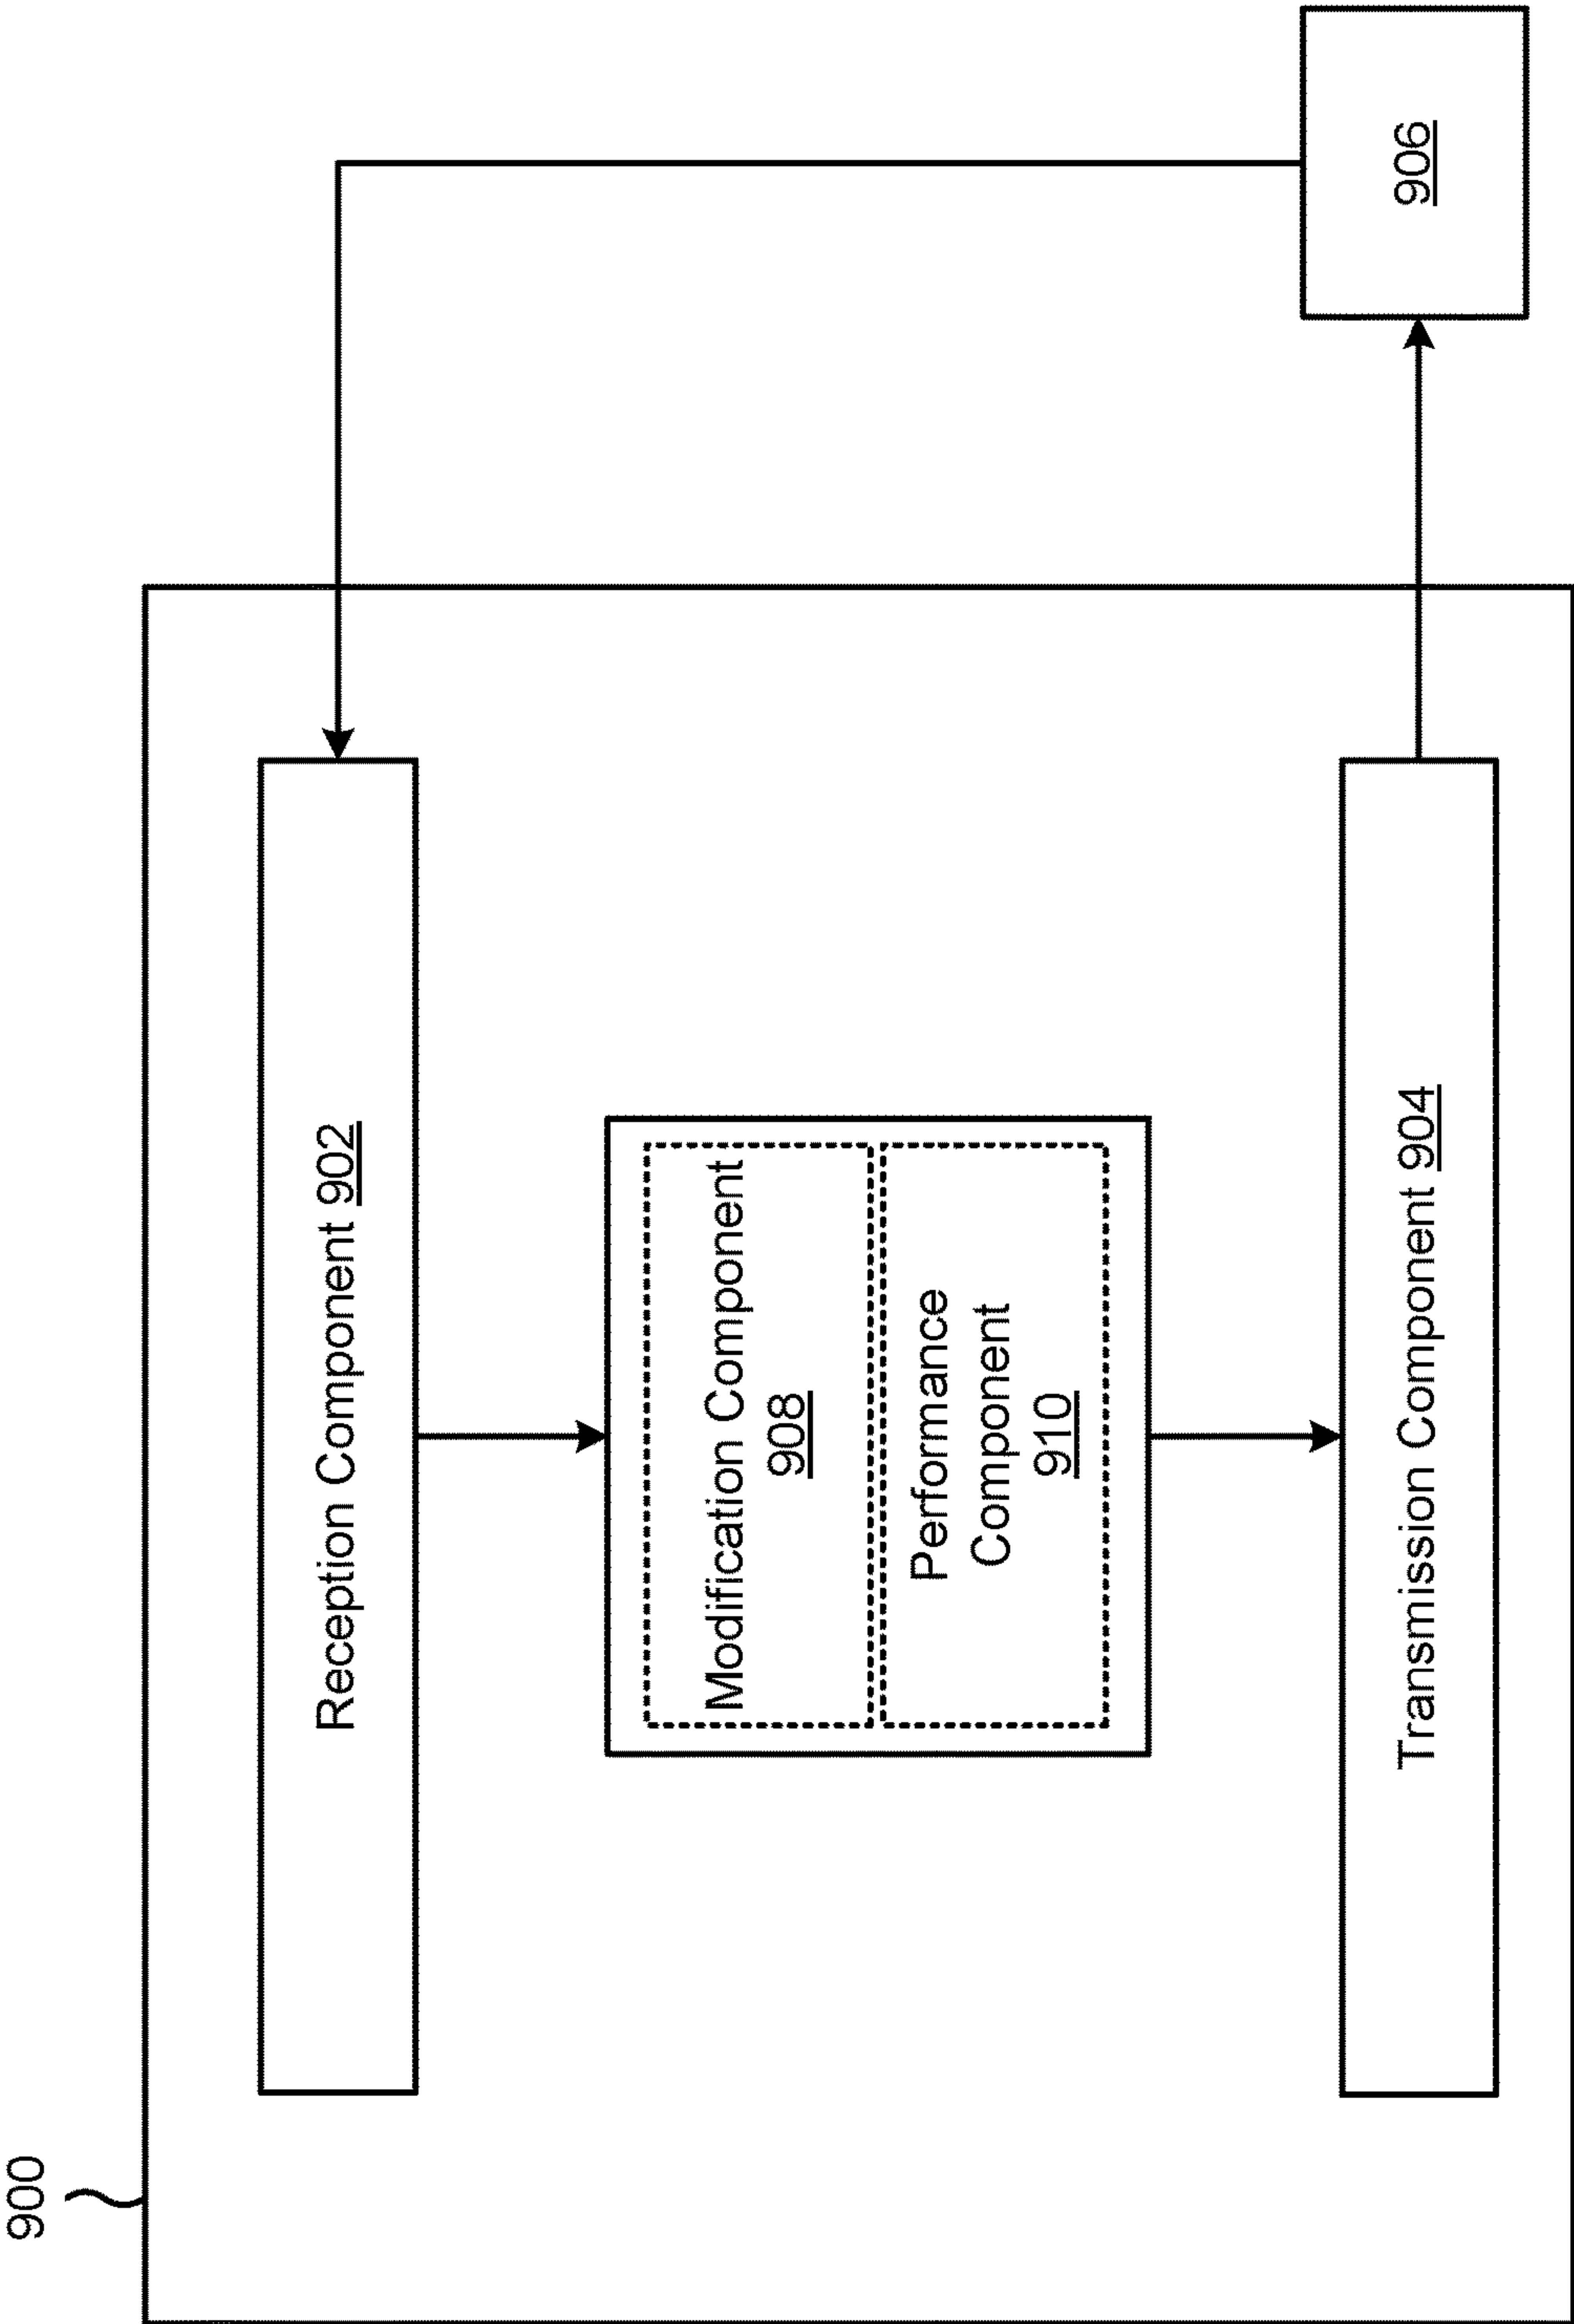 900
Reception Component 902
Modification Component
908
Performance
Component
910
Transmission Component 904
906